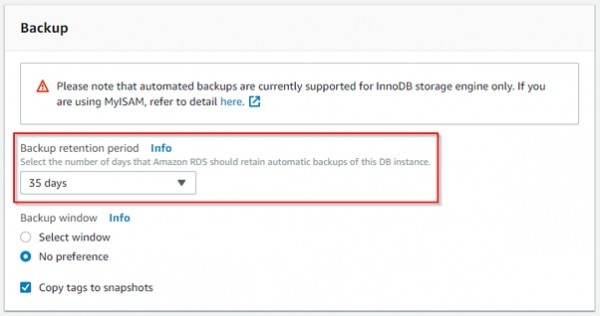 Backup
Please note that automated backups are currently supported for InnoDB storage engine only. If you
are using MyISAM, refer to detail here.
Backup retention period Info
Select the number of days that Amazon RDS should retain automatic backups of this DB instance.
35 days
Backup window Info
Select window
No preference
Copy tags to snapshots